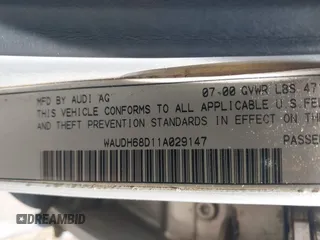 MFD BY AUDI AG 07-00 GVWR LBS 47
THIS VEHICLE CONFORMS TO ALL APPLICABLE U S FE
AND THEFT PREVENTION STANDARDS IN EFFECT ON THE
WAUDH68D11A029147 PASSE
DREAMBID